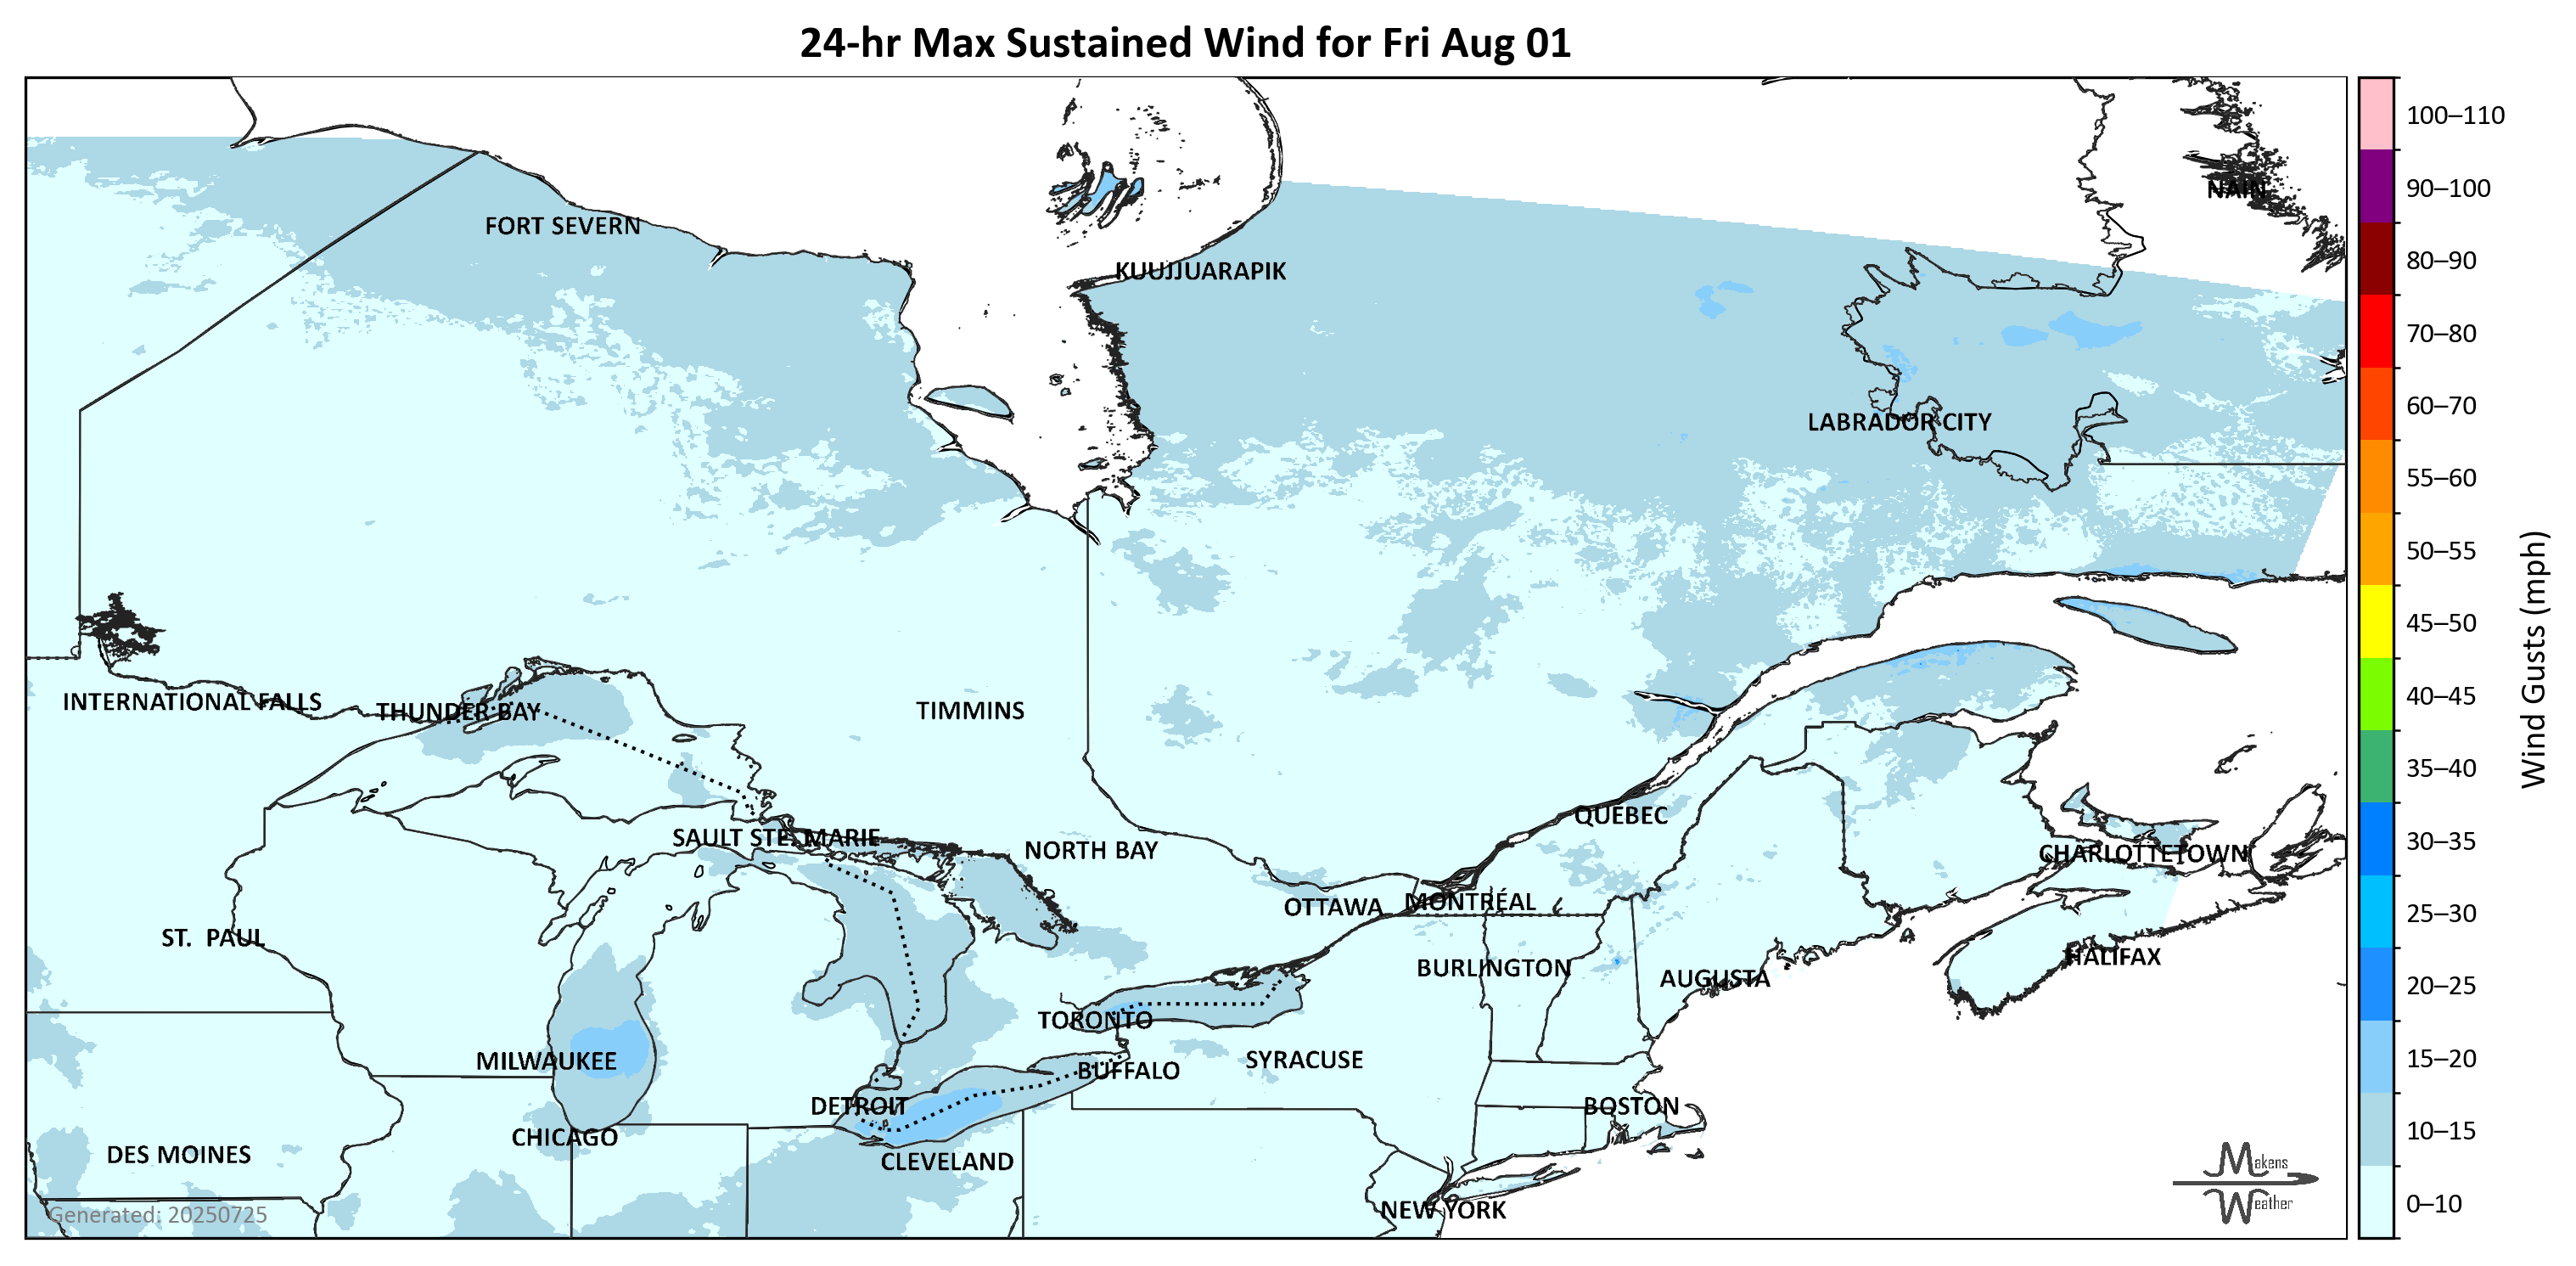 24-hr Max Sustained Wind for Fri Aug 01
NAIN
FORT SEVERN
KUUJJUARAPIK
LABRADOR CITY
INTERNATIONAL FALLS
THUNDER BAY
TIMMINS
QUÉBEC
SAULT STE. MARIE
NORTH BAY
CHARLOTTETOWN
OTTAWA
MONTRÉAL
ST. PAUL
HALIFAX
BURLINGTON
AUGUSTA
TORONTO
MILWAUKEE
SYRACUSE
BUFFALO
DETROIT
BOSTON
CHICAGO
DES MOINES
CLEVELAND
NEW YORK
Generated: 20250725
Makens
Weather
100–110
90–100
80–90
70–80
60–70
55–60
50–55
45–50
40–45
35–40
30–35
25–30
20–25
15–20
10–15
0–10
Wind Gusts (mph)